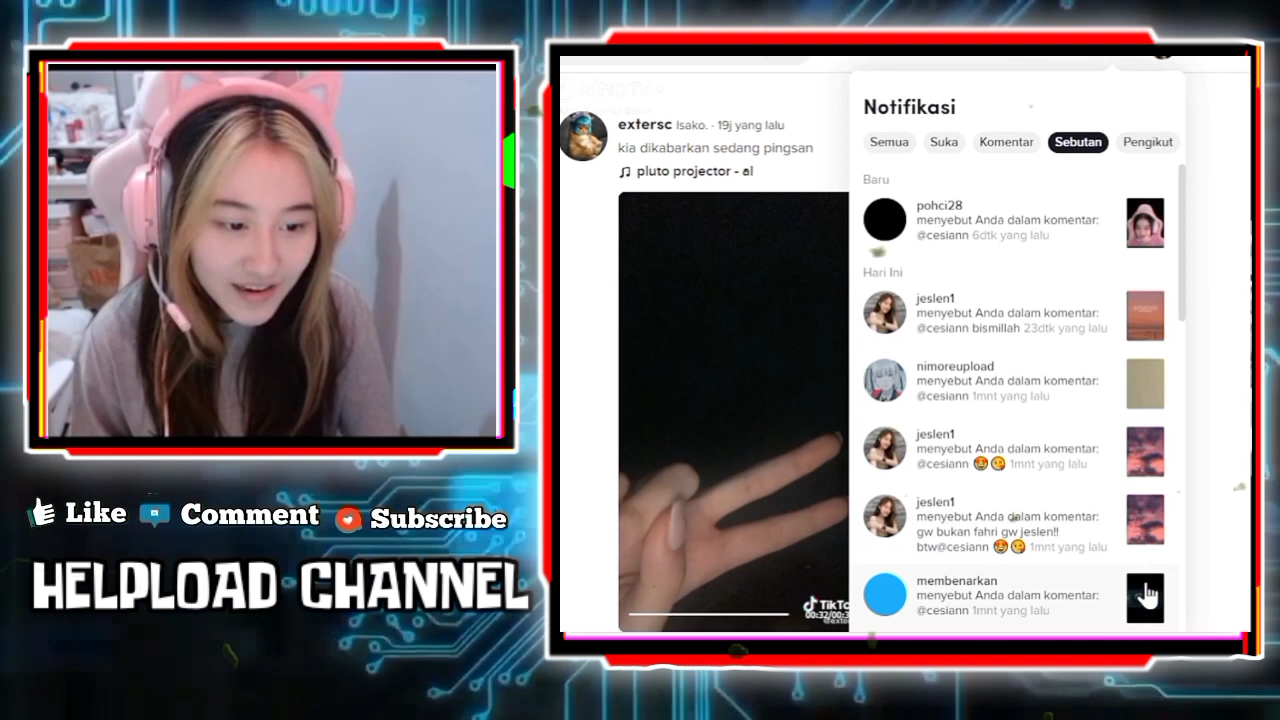 Like
Comment
Subscribe
HELPLOAD CHANNEL
extersc Isako. · 19j yang lalu
kia dikabarkan sedang pingsan
pluto projector - al
TikTo
Notifikasi
Semua
Suka
Komentar
Sebutan
Pengikut
Baru
pohci28
menyebut Anda dalam komentar:
@cesiann 6dtk yang lalu
Hari Ini
jeslen1
menyebut Anda dalam komentar:
@cesiann bismillah 23dtk yang lalu
nimoreupload
menyebut Anda dalam komentar:
@cesiann 1mnt yang lalu
jeslen1
menyebut Anda dalam komentar:
@cesiann 🤩😘 1mnt yang lalu
jeslen1
menyebut Anda dalam komentar:
gw bukan fahri gw jeslen!!
btw@cesiann 🤩😘 1mnt yang lalu
membenarkan
menyebut Anda dalam komentar:
@cesiann 1mnt yang lalu